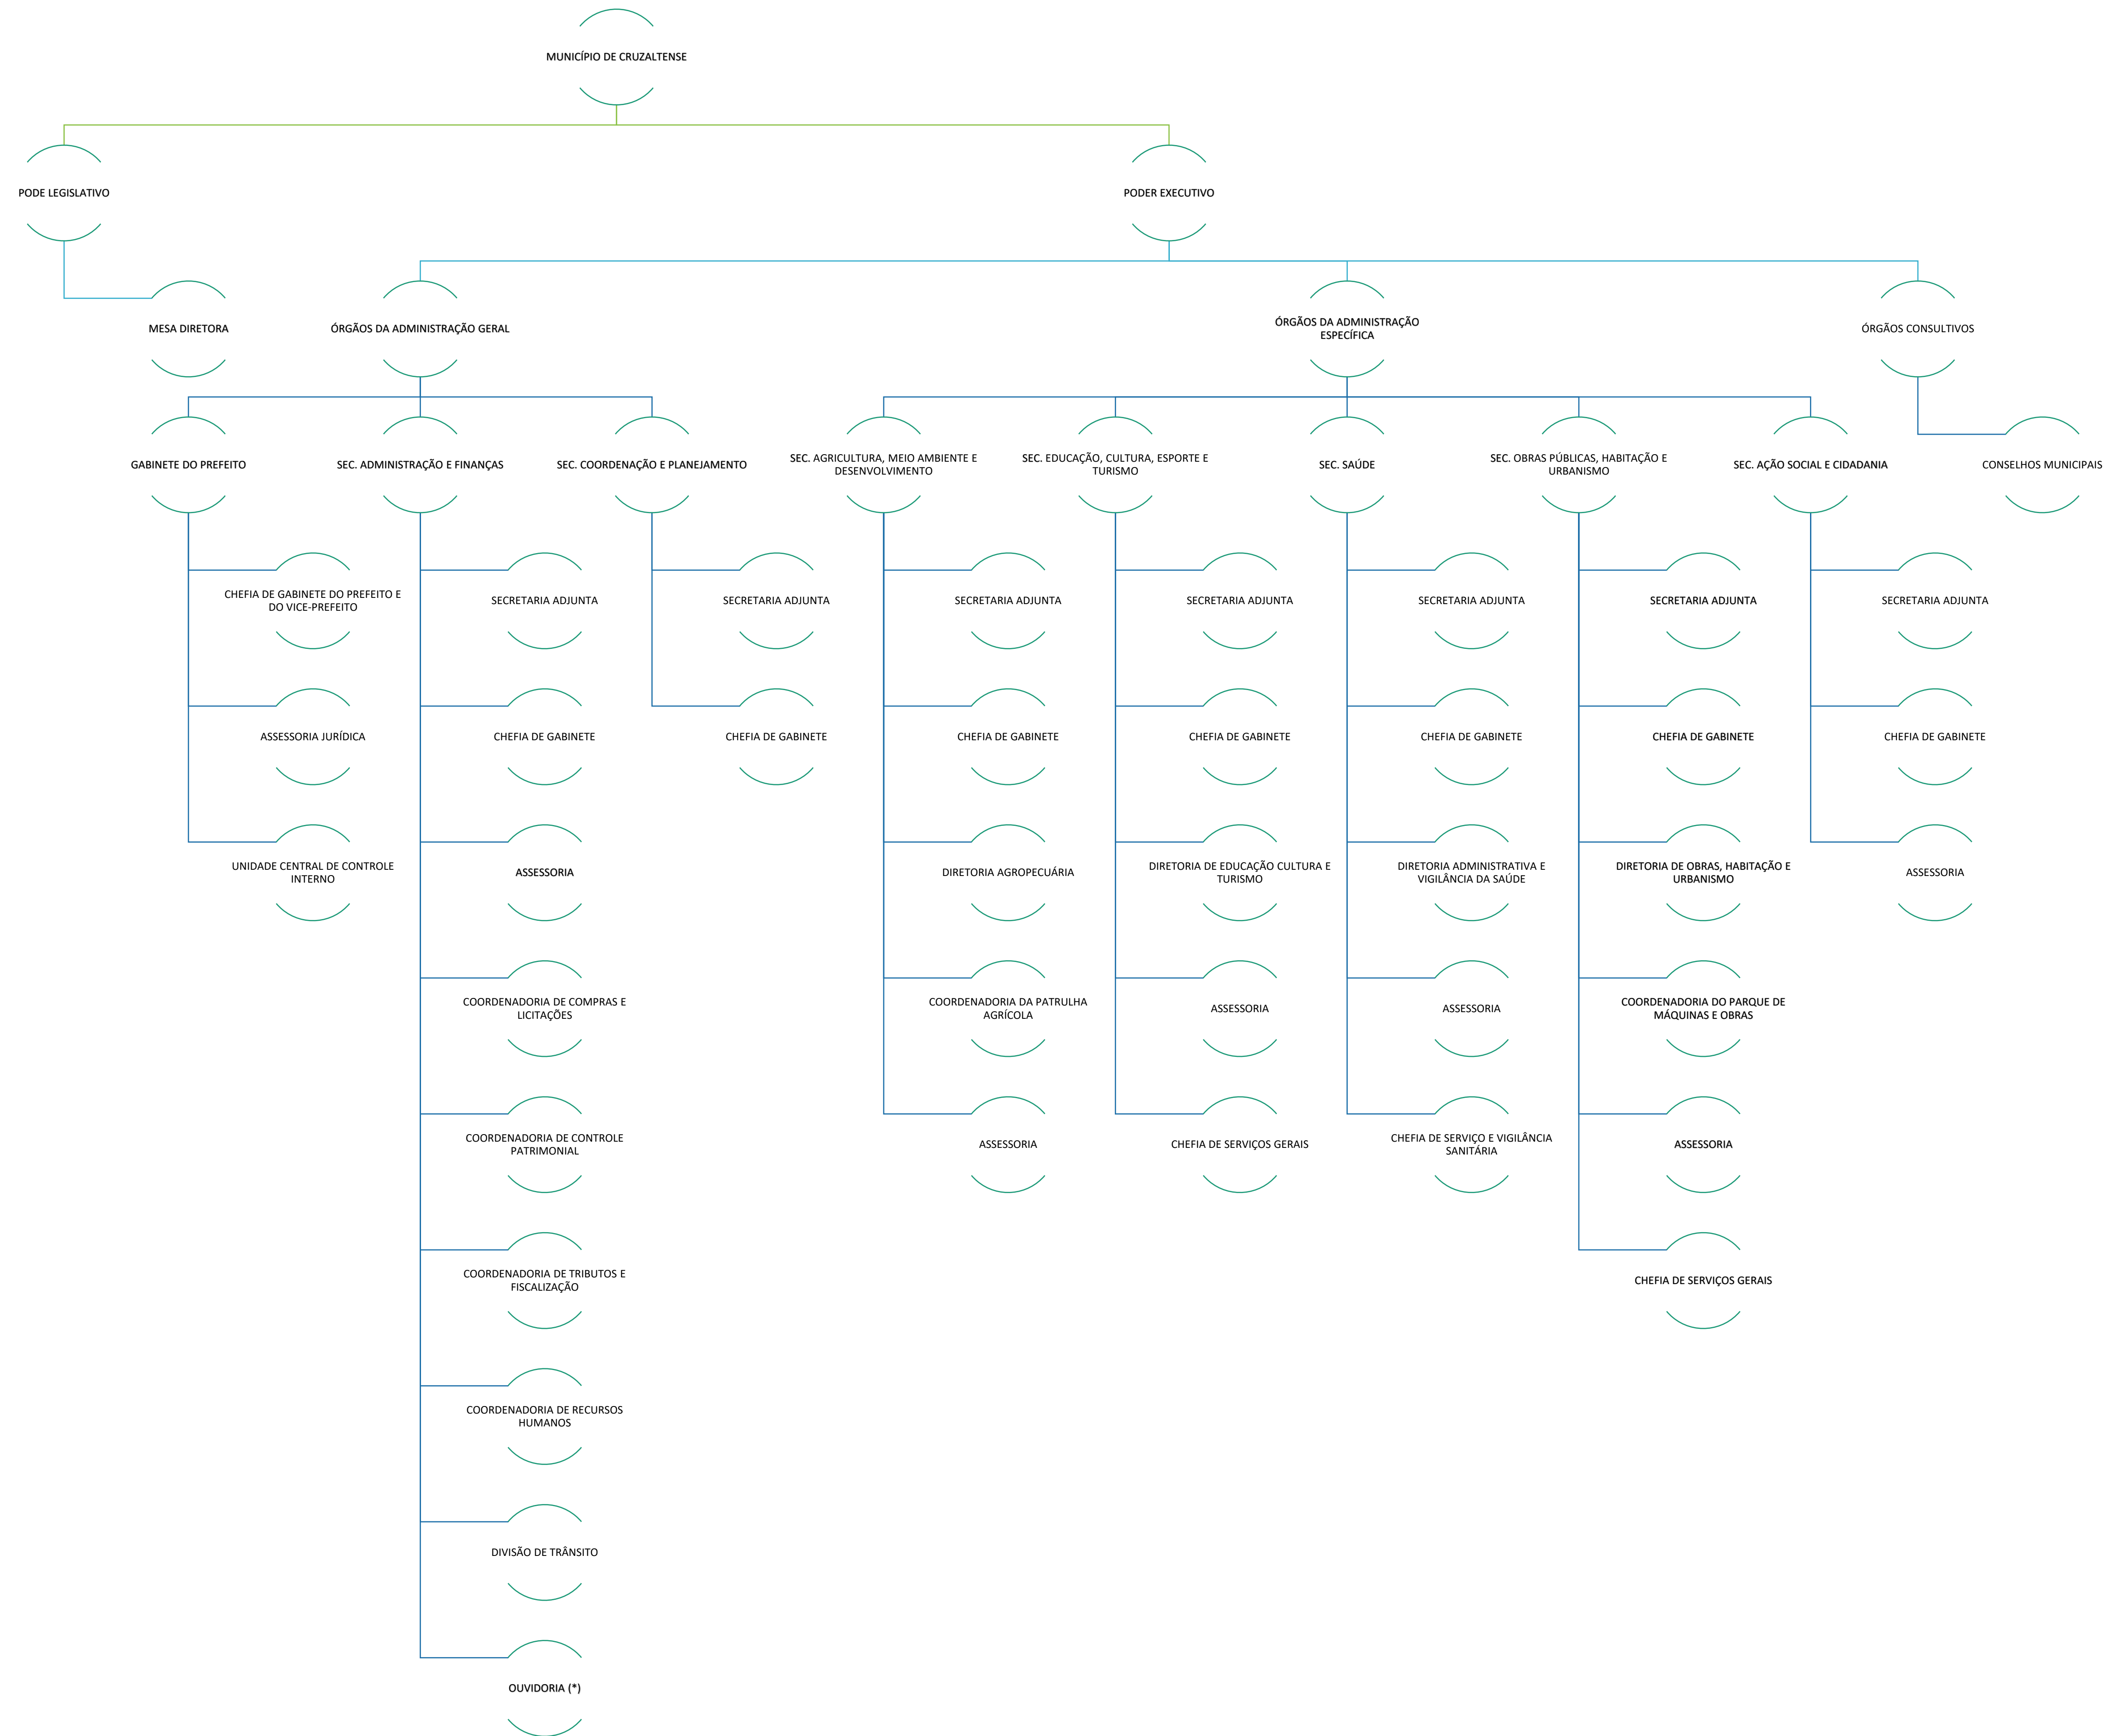 MUNICÍPIO DE CRUZALTENSE
PODE LEGISLATIVO
PODER EXECUTIVO
MESA DIRETORA
ÓRGÃOS DA ADMINISTRAÇÃO GERAL
ÓRGÃOS DA ADMINISTRAÇÃO
ESPECÍFICA
ÓRGÃOS CONSULTIVOS
GABINETE DO PREFEITO
SEC. ADMINISTRAÇÃO E FINANÇAS
SEC. COORDENAÇÃO E PLANEJAMENTO
SEC. AGRICULTURA, MEIO AMBIENTE E
DESENVOLVIMENTO
SEC. EDUCAÇÃO, CULTURA, ESPORTE E
TURISMO
SEC. SAÚDE
SEC. OBRAS PÚBLICAS, HABITAÇÃO E
URBANISMO
SEC. AÇÃO SOCIAL E CIDADANIA
CONSELHOS MUNICIPAIS
CHEFIA DE GABINETE DO PREFEITO E
DO VICE-PREFEITO
SECRETARIA ADJUNTA
SECRETARIA ADJUNTA
SECRETARIA ADJUNTA
SECRETARIA ADJUNTA
SECRETARIA ADJUNTA
SECRETARIA ADJUNTA
SECRETARIA ADJUNTA
ASSESSORIA JURÍDICA
CHEFIA DE GABINETE
CHEFIA DE GABINETE
CHEFIA DE GABINETE
CHEFIA DE GABINETE
CHEFIA DE GABINETE
CHEFIA DE GABINETE
CHEFIA DE GABINETE
UNIDADE CENTRAL DE CONTROLE
INTERNO
ASSESSORIA
DIRETORIA AGROPECUÁRIA
DIRETORIA DE EDUCAÇÃO CULTURA E
TURISMO
DIRETORIA ADMINISTRATIVA E
VIGILÂNCIA DA SAÚDE
DIRETORIA DE OBRAS, HABITAÇÃO E
URBANISMO
ASSESSORIA
COORDENADORIA DE COMPRAS E
LICITAÇÕES
COORDENADORIA DA PATRULHA
AGRÍCOLA
ASSESSORIA
ASSESSORIA
COORDENADORIA DO PARQUE DE
MÁQUINAS E OBRAS
COORDENADORIA DE CONTROLE
PATRIMONIAL
ASSESSORIA
CHEFIA DE SERVIÇOS GERAIS
CHEFIA DE SERVIÇO E VIGILÂNCIA
SANITÁRIA
ASSESSORIA
COORDENADORIA DE TRIBUTOS E
FISCALIZAÇÃO
CHEFIA DE SERVIÇOS GERAIS
COORDENADORIA DE RECURSOS
HUMANOS
DIVISÃO DE TRÂNSITO
OUVIDORIA (*)